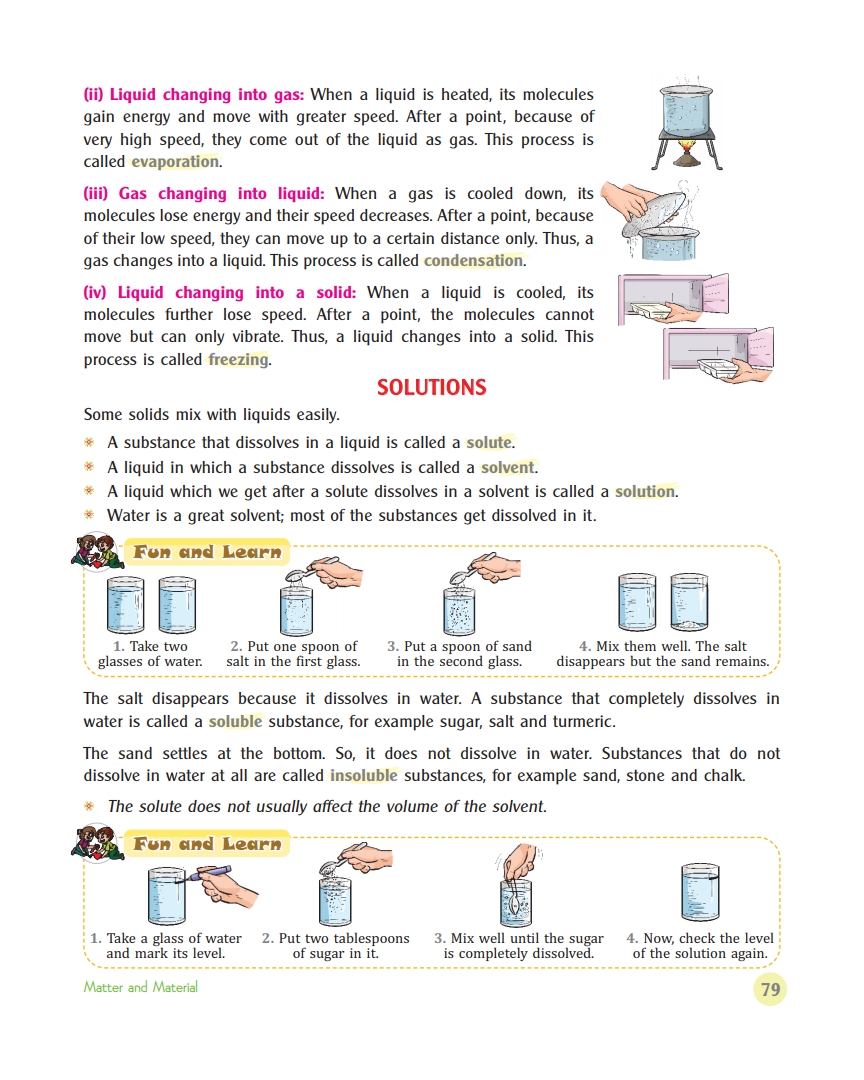 (ii) Liquid changing into gas: When a liquid is heated, its molecules
gain energy and move with greater speed. After a point, because of
very high speed, they come out of the liquid as gas. This process is
called evaporation.
(iii) Gas changing into liquid: When a gas is cooled down, its
molecules lose energy and their speed decreases. After a point, because
of their low speed, they can move up to a certain distance only. Thus, a
gas changes into a liquid. This process is called condensation.
(iv) Liquid changing into a solid: When a liquid is cooled, its
molecules further lose speed. After a point, the molecules cannot
move but can only vibrate. Thus, a liquid changes into a solid. This
process is called freezing.
SOLUTIONS
Some solids mix with liquids easily.
A substance that dissolves in a liquid is called a solute.
A liquid in which a substance dissolves is called a solvent.
A liquid which we get after a solute dissolves in a solvent is called a solution.
Water is a great solvent; most of the substances get dissolved in it.
Fun and Learn
1. Take two
glasses of water.
2. Put one spoon of
salt in the first glass.
3. Put a spoon of sand
in the second glass.
4. Mix them well. The salt
disappears but the sand remains.
The salt disappears because it dissolves in water. A substance that completely dissolves in
water is called a soluble substance, for example sugar, salt and turmeric.
The sand settles at the bottom. So, it does not dissolve in water. Substances that do not
dissolve in water at all are called insoluble substances, for example sand, stone and chalk.
The solute does not usually affect the volume of the solvent.
Fun and Learn
1. Take a glass of water
and mark its level.
2. Put two tablespoons
of sugar in it.
3. Mix well until the sugar
is completely dissolved.
4. Now, check the level
of the solution again.
Matter and Material
79